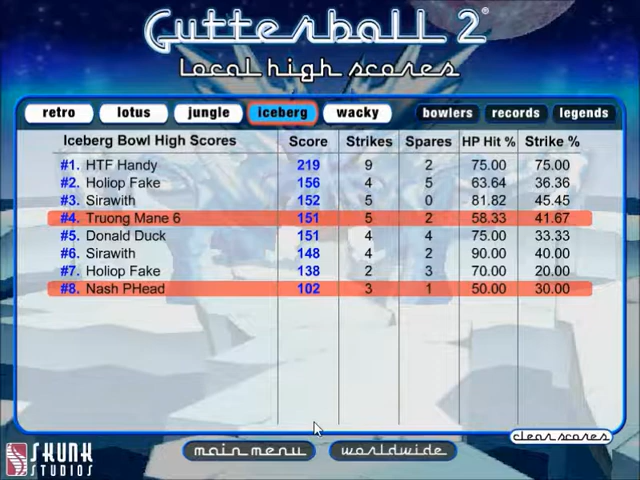 Gutterball 2®
local high scores
retro lotus jungle iceberg wacky bowlers records legends
Iceberg Bowl High Scores Score Strikes Spares HP Hit % Strike %
#1. HTF Handy 219 9 2 75.00 75.00
#2. Holiop Fake 156 4 5 63.64 36.36
#3. Sirawith 152 5 0 81.82 45.45
#4. Truong Mane 6 151 5 2 58.33 41.67
#5. Donald Duck 151 4 4 75.00 33.33
#6. Sirawith 148 4 2 90.00 40.00
#7. Holiop Fake 138 2 3 70.00 20.00
#8. Nash PHead 102 3 1 50.00 30.00
clear scores
main menu worldwide
SKUNK
STUDIOS